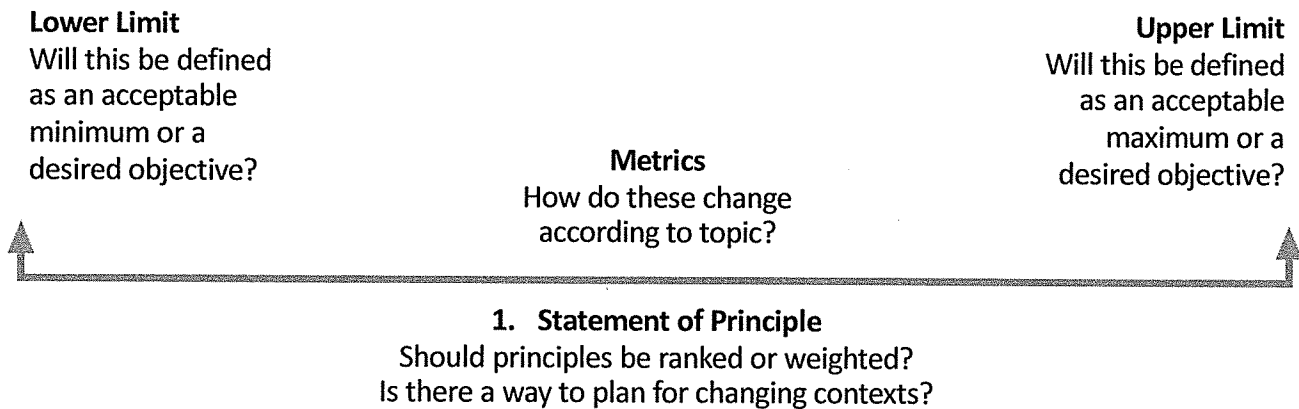 Lower Limit
Will this be defined
as an acceptable
minimum or a
desired objective?
Upper Limit
Will this be defined
as an acceptable
maximum or a
desired objective?
Metrics
How do these change
according to topic?
1. Statement of Principle
Should principles be ranked or weighted?
Is there a way to plan for changing contexts?